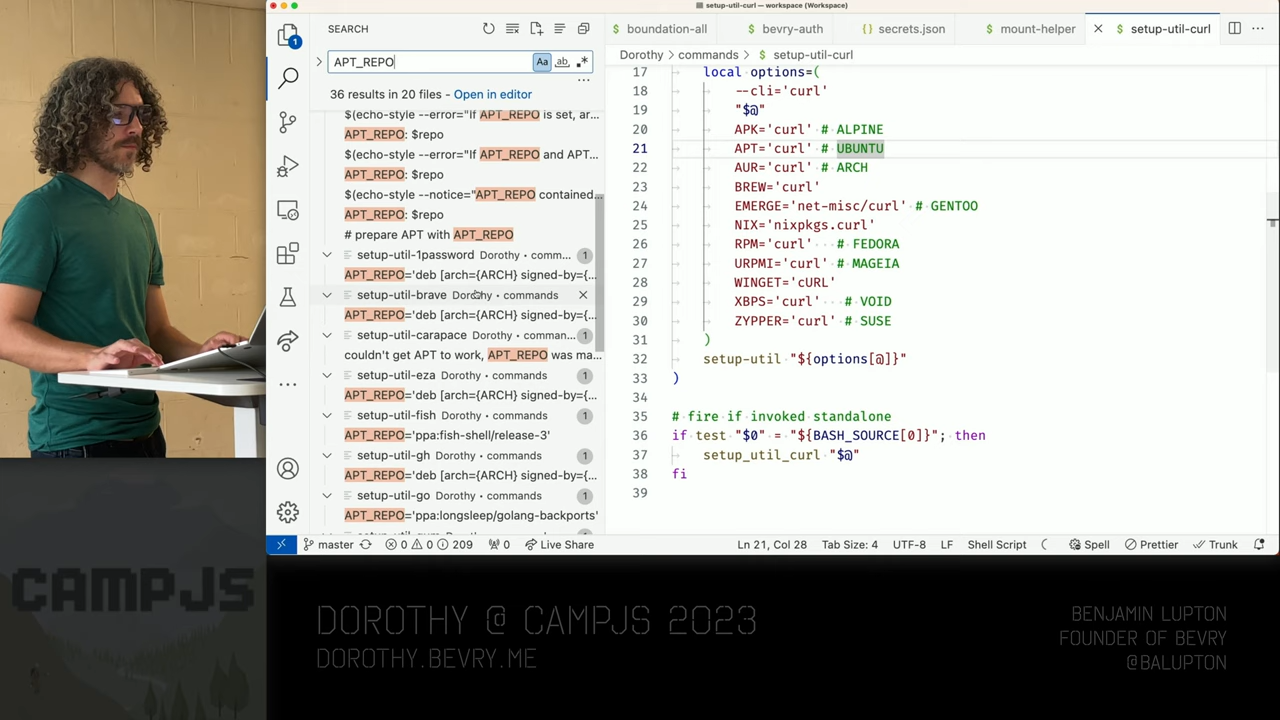 setup-util-curl — workspace (Workspace)
SEARCH
APT_REPO
Aa
ab
.*
36 results in 20 files - Open in editor
$(echo-style --error="If APT_REPO is set, ar...
APT_REPO: $repo
$(echo-style --error="If APT_REPO and APT...
APT_REPO: $repo
$(echo-style --notice="APT_REPO contained...
APT_REPO: $repo
# prepare APT with APT_REPO
setup-util-1password Dorothy • comm... 1
APT_REPO='deb [arch={ARCH} signed-by={...
setup-util-brave Dorothy • commands
APT_REPO='deb [arch={ARCH} signed-by={...
setup-util-carapace Dorothy • comman... 1
couldn't get APT to work, APT_REPO was ma...
setup-util-eza Dorothy • commands 1
APT_REPO='deb [arch={ARCH} signed-by={...
setup-util-fish Dorothy • commands 1
APT_REPO='ppa:fish-shell/release-3'
setup-util-gh Dorothy • commands 1
APT_REPO='deb [arch={ARCH} signed-by={...
setup-util-go Dorothy • commands 1
APT_REPO='ppa:longsleep/golang-backports'
1
$ boundation-all
$ bevry-auth
{} secrets.json
$ mount-helper
$ setup-util-curl
Dorothy > commands > $ setup-util-curl
17 local options=(
18 --cli='curl'
19 "$@"
20 APK='curl' # ALPINE
21 APT='curl' # UBUNTU
22 AUR='curl' # ARCH
23 BREW='curl'
24 EMERGE='net-misc/curl' # GENTOO
25 NIX='nixpkgs.curl'
26 RPM='curl' # FEDORA
27 URPMI='curl' # MAGEIA
28 WINGET='cURL'
29 XBPS='curl' # VOID
30 ZYPPER='curl' # SUSE
31 )
32 setup-util "${options[@]}"
33 )
34
35 # fire if invoked standalone
36 if test "$0" = "${BASH_SOURCE[0]}"; then
37 setup_util_curl "$@"
38 fi
39
master 0 0 209 0 Live Share Ln 21, Col 28 Tab Size: 4 UTF-8 LF Shell Script Spell Prettier Trunk
CAMPJS
DOROTHY @ CAMPJS 2023
DOROTHY.BEVRY.ME
BENJAMIN LUPTON
FOUNDER OF BEVRY
@BALUPTON